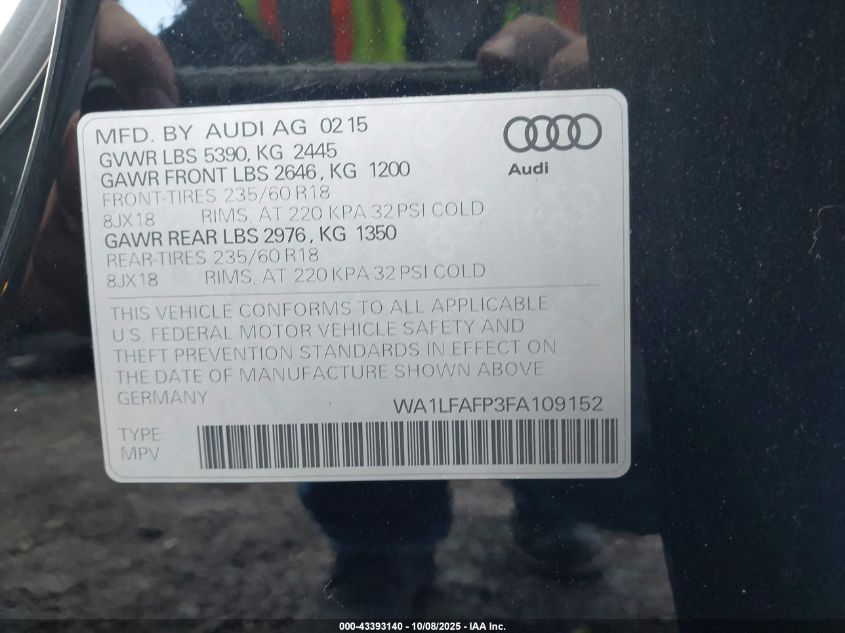 MFD. BY AUDI AG 02 15
GVWR LBS 5390, KG 2445
GAWR FRONT LBS 2646, KG 1200
FRONT-TIRES 235/60 R18
8JX18 RIMS, AT 220 KPA 32 PSI COLD
GAWR REAR LBS 2976, KG 1350
REAR-TIRES 235/60 R18
8JX18 RIMS, AT 220 KPA 32 PSI COLD
Audi
THIS VEHICLE CONFORMS TO ALL APPLICABLE
U.S. FEDERAL MOTOR VEHICLE SAFETY AND
THEFT PREVENTION STANDARDS IN EFFECT ON
THE DATE OF MANUFACTURE SHOWN ABOVE.
GERMANY
WA1LFAFP3FA109152
TYPE:
MPV
000-43393140 - 10/08/2025 - IAA Inc.